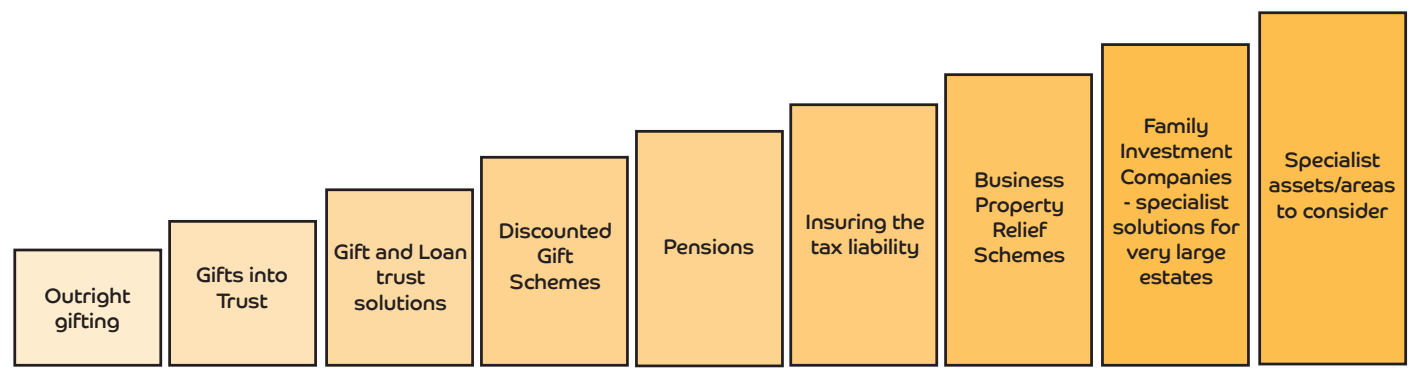 Outright
gifting
Gifts into
Trust
Gift and Loan
trust
solutions
Discounted
Gift
Schemes
Pensions
Insuring the
tax liability
Business
Property
Relief
Schemes
Family
Investment
Companies
- specialist
solutions for
very large
estates
Specialist
assets/areas
to consider